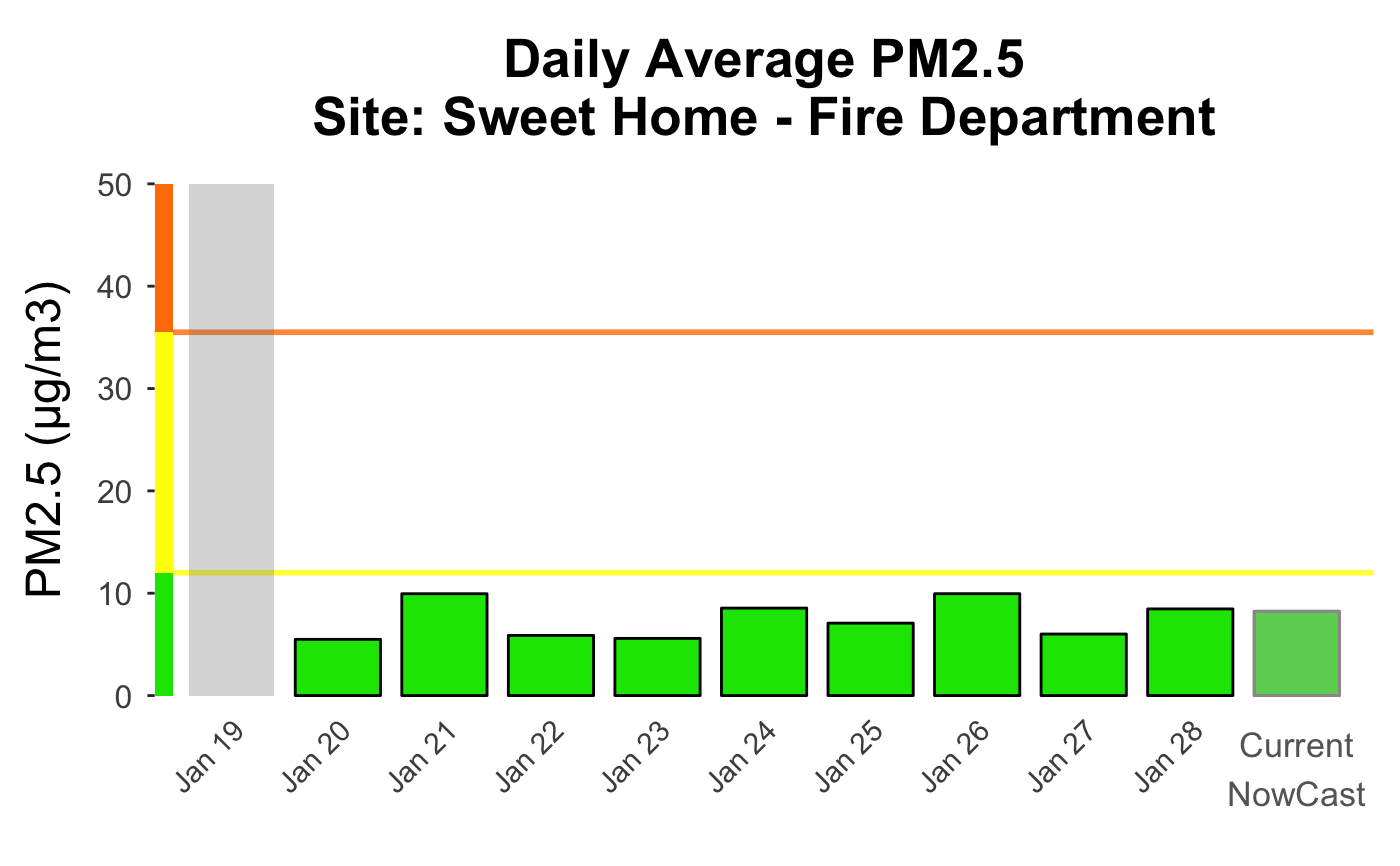 Daily Average PM2.5
Site: Sweet Home - Fire Department
PM2.5 (µg/m3)
50
40
30
20
10
0
Jan 19
Jan 20
Jan 21
Jan 22
Jan 23
Jan 24
Jan 25
Jan 26
Jan 27
Jan 28
Current
NowCast